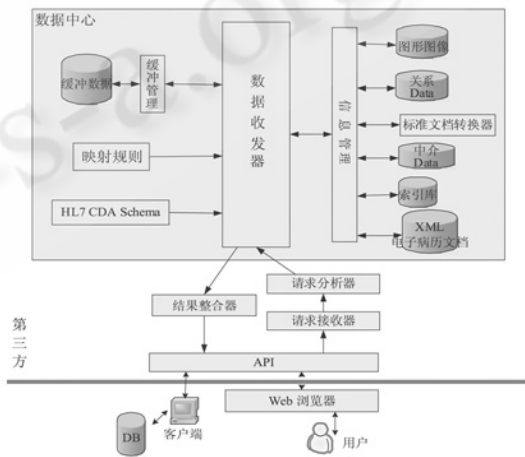 数据中心
缓冲数据
缓冲管理
映射规则
HL7 CDA Schema
数据收发器
信息管理
图形图像
关系
Data
标准文档转换器
中介
Data
索引库
XML
电子病历文档
请求分析器
结果整合器
请求接收器
第三方
API
Web 浏览器
DB
客户端
用户